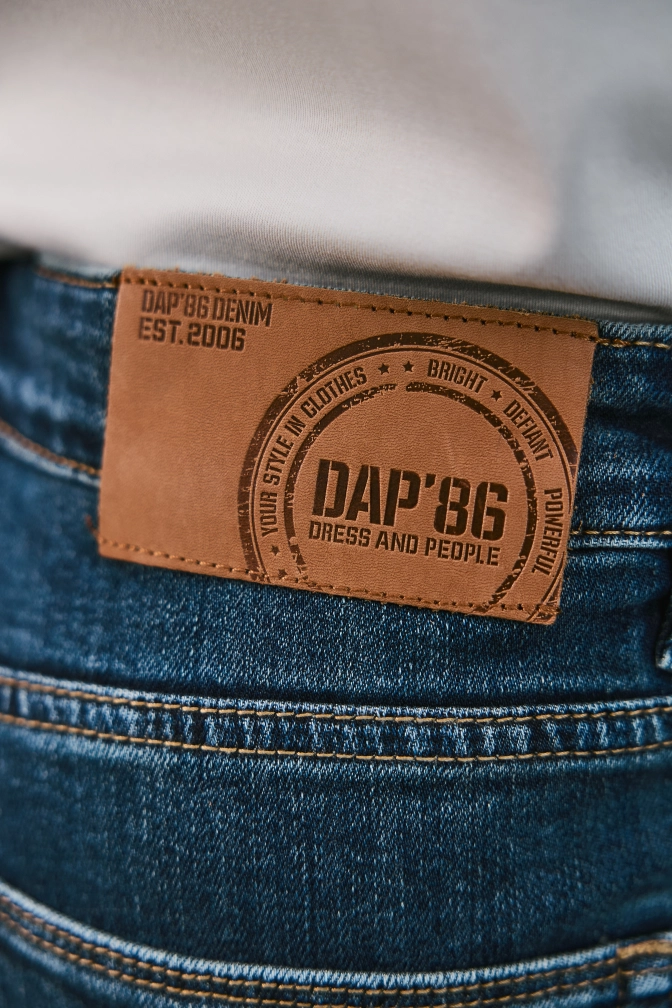 DAP'86 DENIM
EST.2006
YOUR STYLE IN CLOTHES ★ ★ BRIGHT ★ DEFIANT POWERFUL
DAP'86
DRESS AND PEOPLE